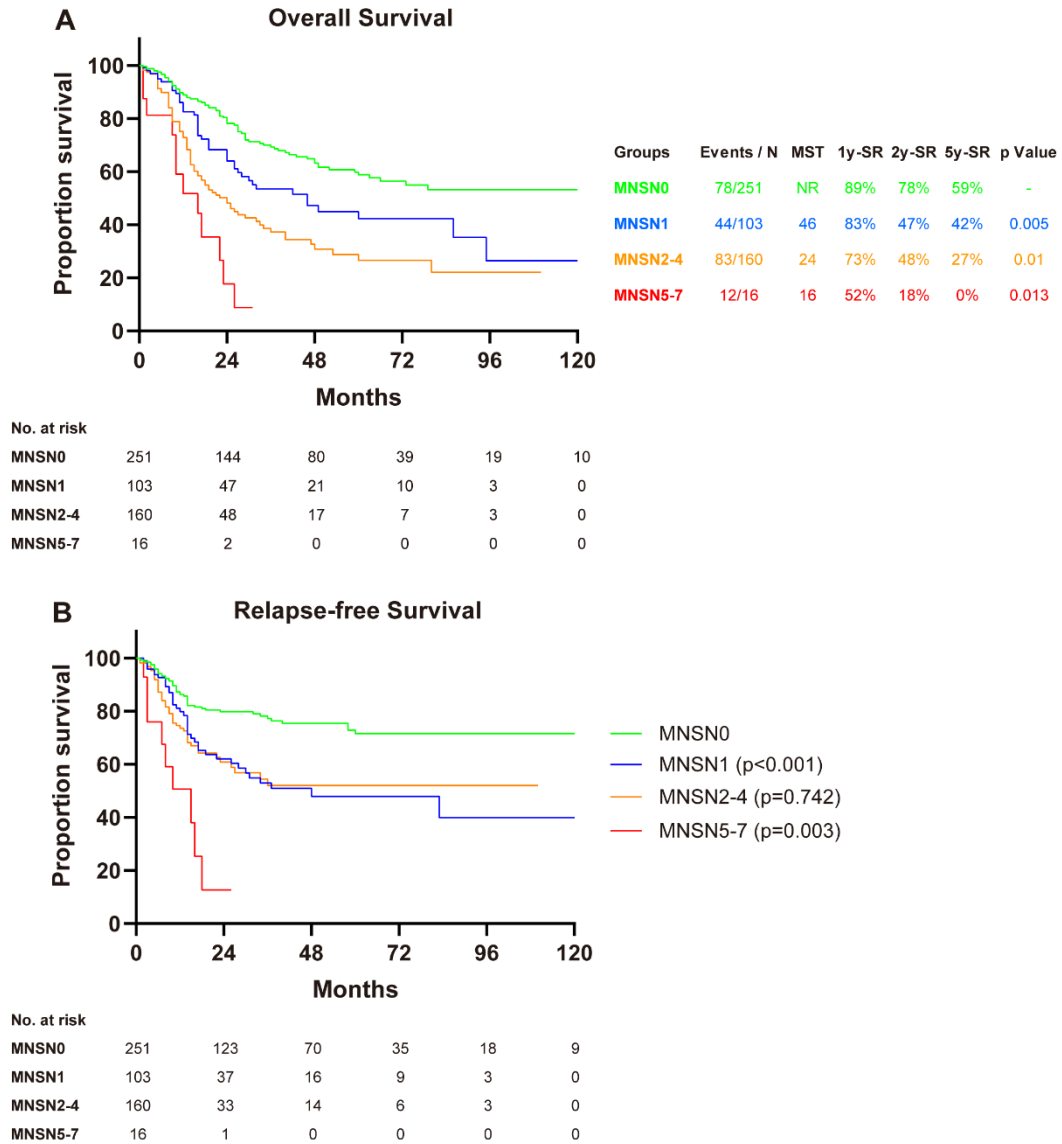 A
Overall Survival
Proportion survival
100
80
60
40
20
0
0 24 48 72 96 120
Months
Groups Events / N MST 1y-SR 2y-SR 5y-SR p Value
MNSN0 78/251 NR 89% 78% 59% -
MNSN1 44/103 46 83% 47% 42% 0.005
MNSN2-4 83/160 24 73% 48% 27% 0.01
MNSN5-7 12/16 16 52% 18% 0% 0.013
No. at risk
MNSN0 251 144 80 39 19 10
MNSN1 103 47 21 10 3 0
MNSN2-4 160 48 17 7 3 0
MNSN5-7 16 2 0 0 0 0
B
Relapse-free Survival
Proportion survival
100
80
60
40
20
0
0 24 48 72 96 120
Months
MNSN0
MNSN1 (p<0.001)
MNSN2-4 (p=0.742)
MNSN5-7 (p=0.003)
No. at risk
MNSN0 251 123 70 35 18 9
MNSN1 103 37 16 9 3 0
MNSN2-4 160 33 14 6 3 0
MNSN5-7 16 1 0 0 0 0